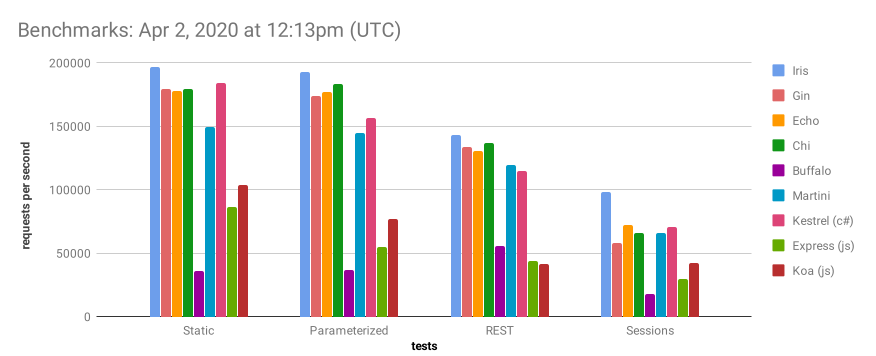 Benchmarks: Apr 2, 2020 at 12:13pm (UTC)
200000
150000
100000
50000
0
requests per second
Static
Parameterized
REST
Sessions
tests
Iris
Gin
Echo
Chi
Buffalo
Martini
Kestrel (c#)
Express (js)
Koa (js)